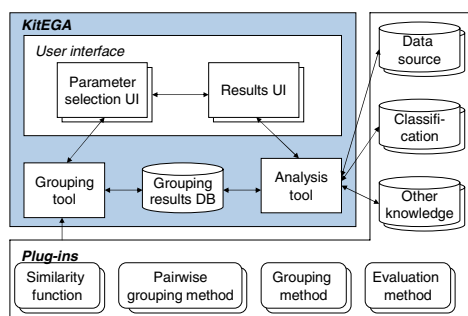 KitEGA
User interface
Parameter
selection UI
Results UI
Grouping
tool
Grouping
results DB
Analysis
tool
Data
source
Classifi-
cation
Other
knowledge
Plug-ins
Similarity
function
Pairwise
grouping method
Grouping
method
Evaluation
method